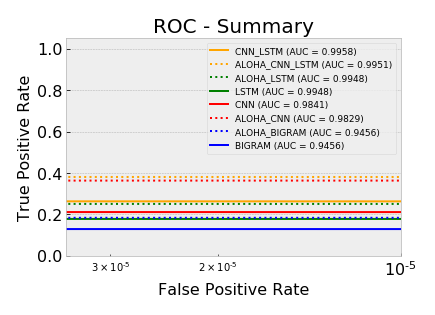 ROC - Summary
True Positive Rate
1.0
0.8
0.6
0.4
0.2
0.0
CNN_LSTM (AUC = 0.9958)
ALOHA_CNN_LSTM (AUC = 0.9951)
ALOHA_LSTM (AUC = 0.9948)
LSTM (AUC = 0.9948)
CNN (AUC = 0.9841)
ALOHA_CNN (AUC = 0.9829)
ALOHA_BIGRAM (AUC = 0.9456)
BIGRAM (AUC = 0.9456)
3 × 10⁻⁵ 2 × 10⁻⁵ 10⁻⁵
False Positive Rate